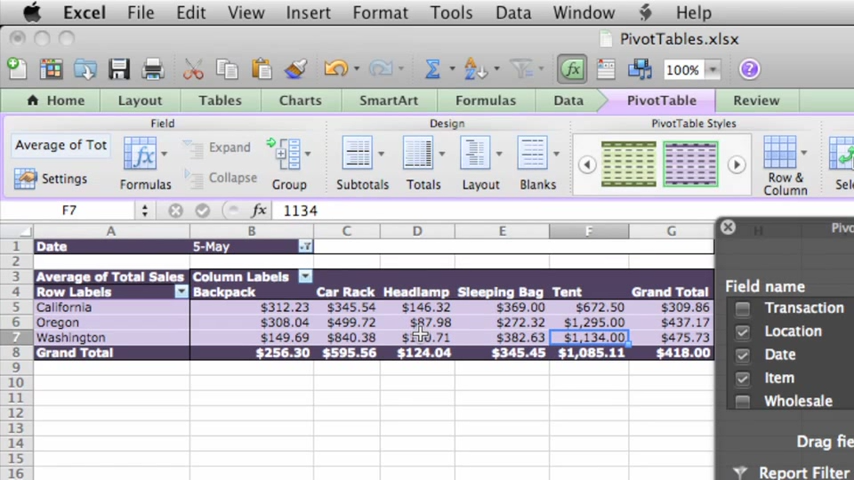 Excel File Edit View Insert Format Tools Data Window Help
PivotTables.xlsx
fx 100% ?
Home Layout Tables Charts SmartArt Formulas Data PivotTable Review
Field Design PivotTable Styles
Average of Tot
Settings Formulas Expand Collapse Group Subtotals Totals Layout Blanks Row & Column
F7 fx 1134
A B C D E F G H
1 Date 5-May
2
3 Average of Total Sales Column Labels
4 Row Labels Backpack Car Rack Headlamp Sleeping Bag Tent Grand Total
5 California $312.23 $345.54 $146.32 $369.00 $672.50 $309.86
6 Oregon $308.04 $499.72 $87.98 $272.32 $1,295.00 $437.17
7 Washington $149.69 $840.38 $382.63 $1,134.00 $475.73
8 Grand Total $256.30 $595.56 $124.04 $345.45 $1,085.11 $418.00
9
10
11
12
13
14
15
16
Field name
Transaction
Location
Date
Item
Wholesale
Drag
Report Filter